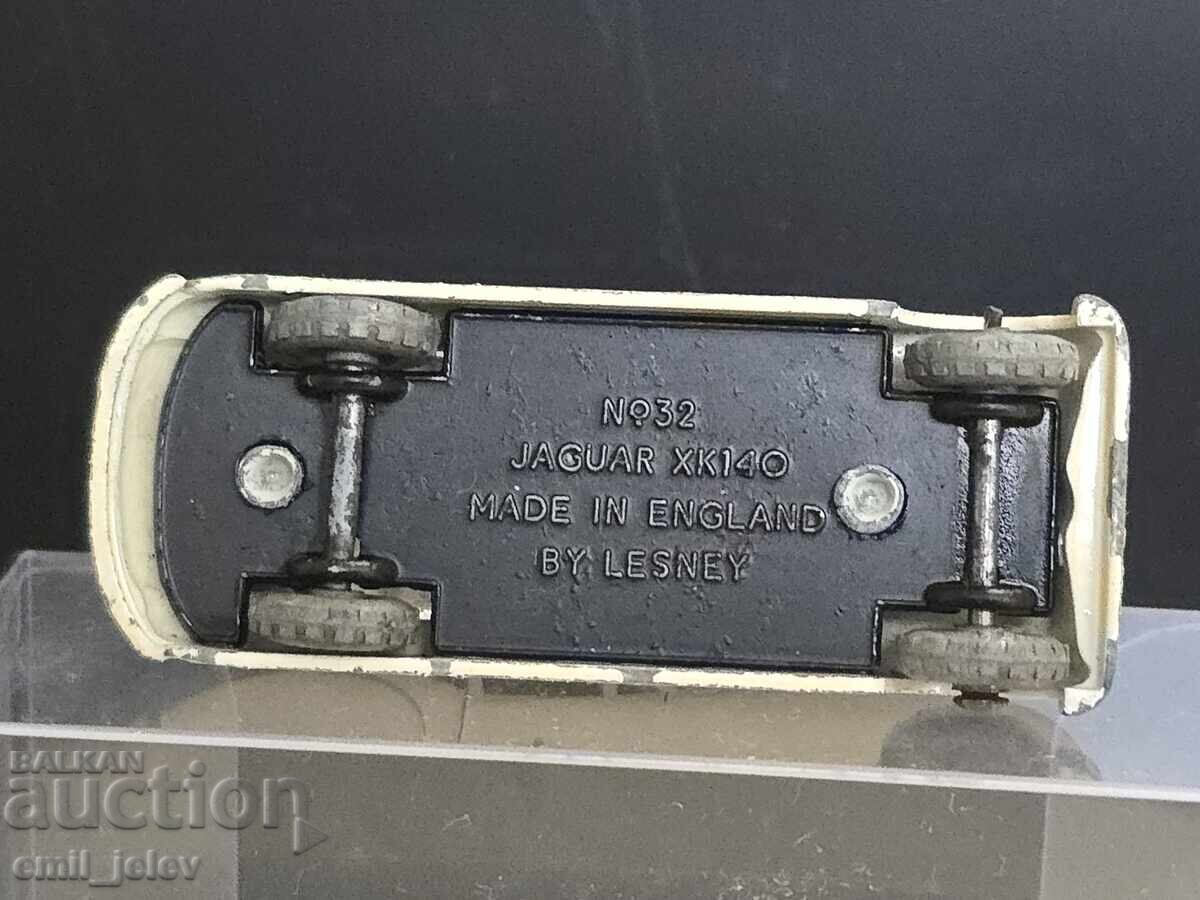 Nº32
JAGUAR XK140
MADE IN ENGLAND
BY LESNEY
BALKAN
auction
emil_jelev